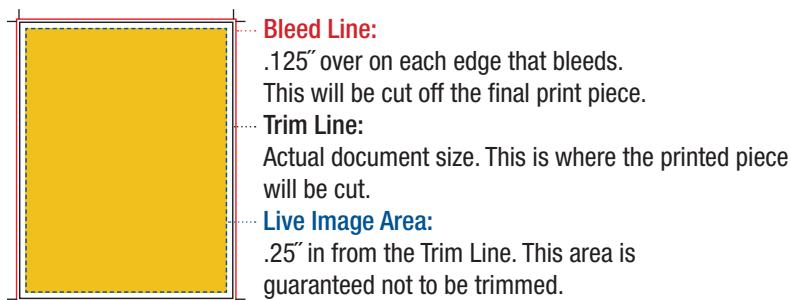 Bleed Line:
.125˝ over on each edge that bleeds.
This will be cut off the final print piece.
Trim Line:
Actual document size. This is where the printed piece
will be cut.
Live Image Area:
.25˝ in from the Trim Line. This area is
guaranteed not to be trimmed.